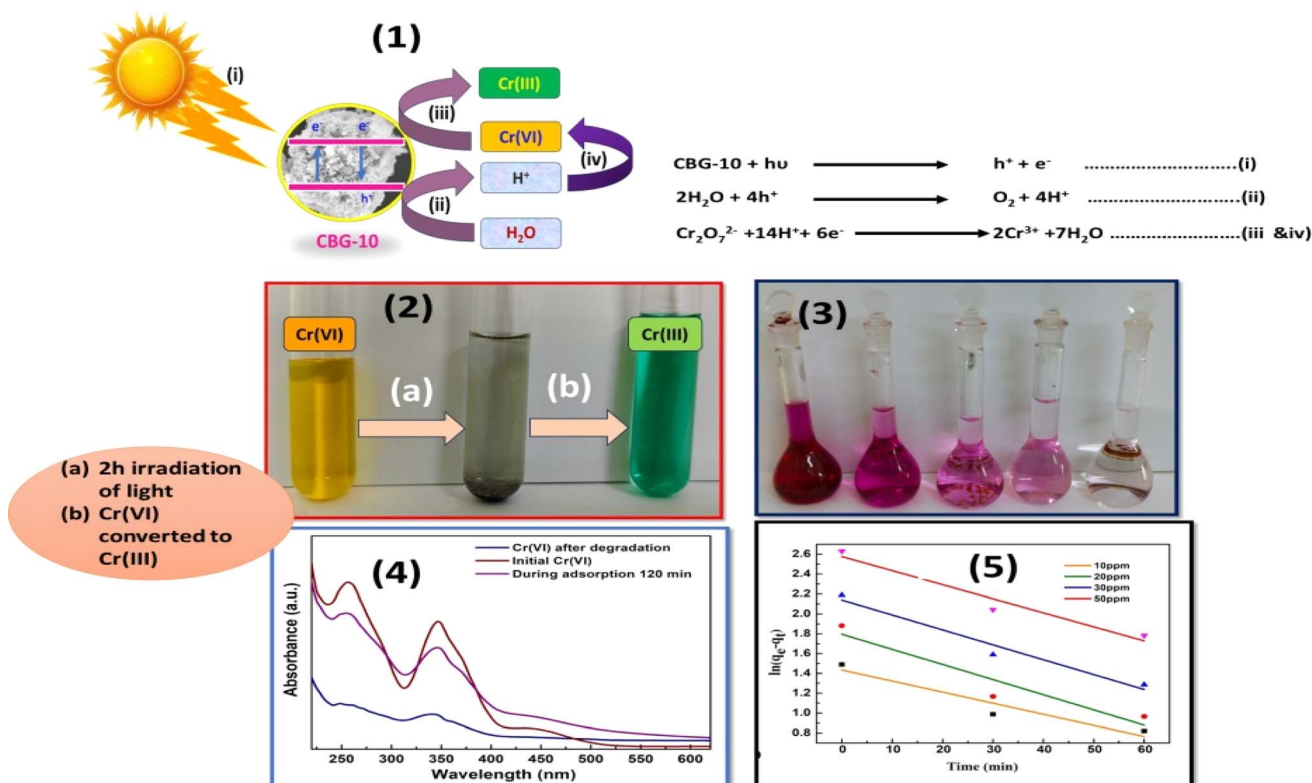 (1)
(i)
Cr(III)
(iii)
e⁻ e⁻
Cr(VI)
(iv)
H⁺
h⁺
(ii)
H₂O
CBG-10
CBG-10 + hυ h⁺ + e⁻ ..............................(i)
2H₂O + 4h⁺ O₂ + 4H⁺ ..............................(ii)
Cr₂O₇²⁻ +14H⁺+ 6e⁻ 2Cr³⁺ +7H₂O ........................(iii &iv)
(2)
Cr(VI)
Cr(III)
(a)
(b)
(3)
(a) 2h irradiation
of light
(b) Cr(VI)
converted to
Cr(III)
(4)
Cr(VI) after degradation
Initial Cr(VI)
During adsorption 120 min
Absorbance (a.u.)
250 300 350 400 450 500 550 600
Wavelength (nm)
(5)
10ppm
20ppm
30ppm
50ppm
ln(qₑ-qₜ)
2.6
2.4
2.2
2.0
1.8
1.6
1.4
1.2
1.0
0.8
0 10 20 30 40 50 60
Time (min)